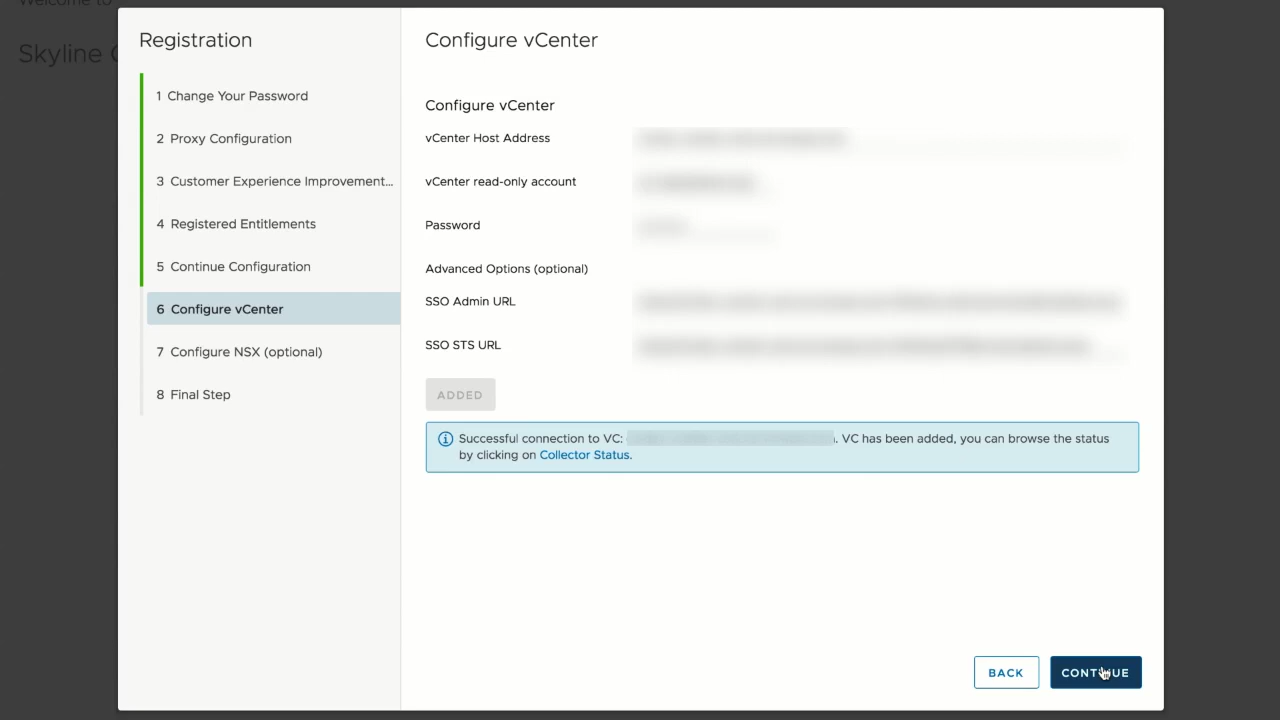 Welcome to
Skyline
Registration
1 Change Your Password
2 Proxy Configuration
3 Customer Experience Improvement...
4 Registered Entitlements
5 Continue Configuration
6 Configure vCenter
7 Configure NSX (optional)
8 Final Step
Configure vCenter
Configure vCenter
vCenter Host Address
vCenter read-only account
Password
Advanced Options (optional)
SSO Admin URL
SSO STS URL
ADDED
Successful connection to VC: . VC has been added, you can browse the status
by clicking on Collector Status.
BACK
CONTINUE